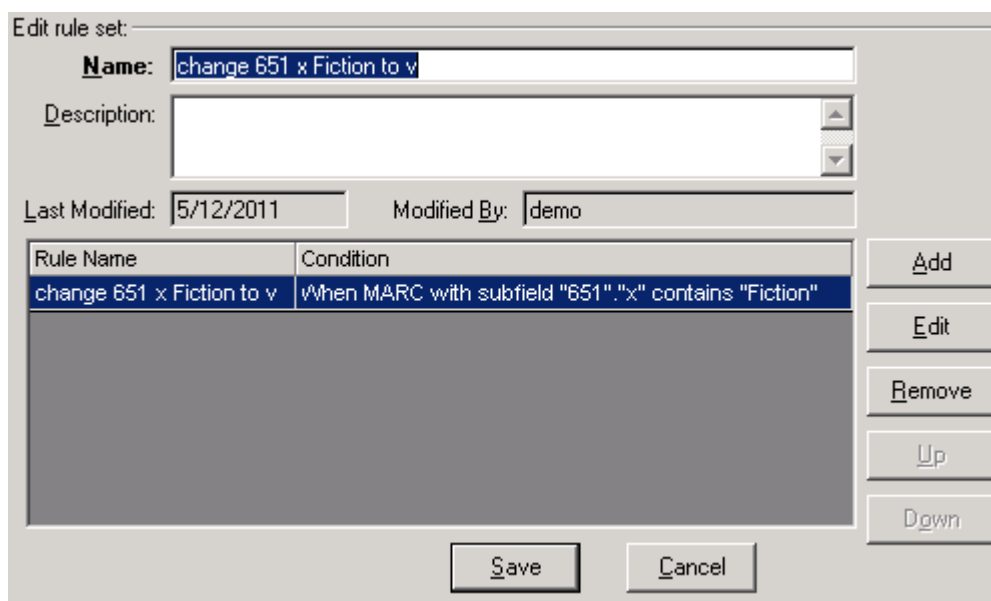 Edit rule set:
Name: change 651 x Fiction to v
Description:
Last Modified: 5/12/2011 Modified By: demo
Rule Name Condition
change 651 x Fiction to v When MARC with subfield "651"."x" contains "Fiction"
Add
Edit
Remove
Up
Down
Save Cancel